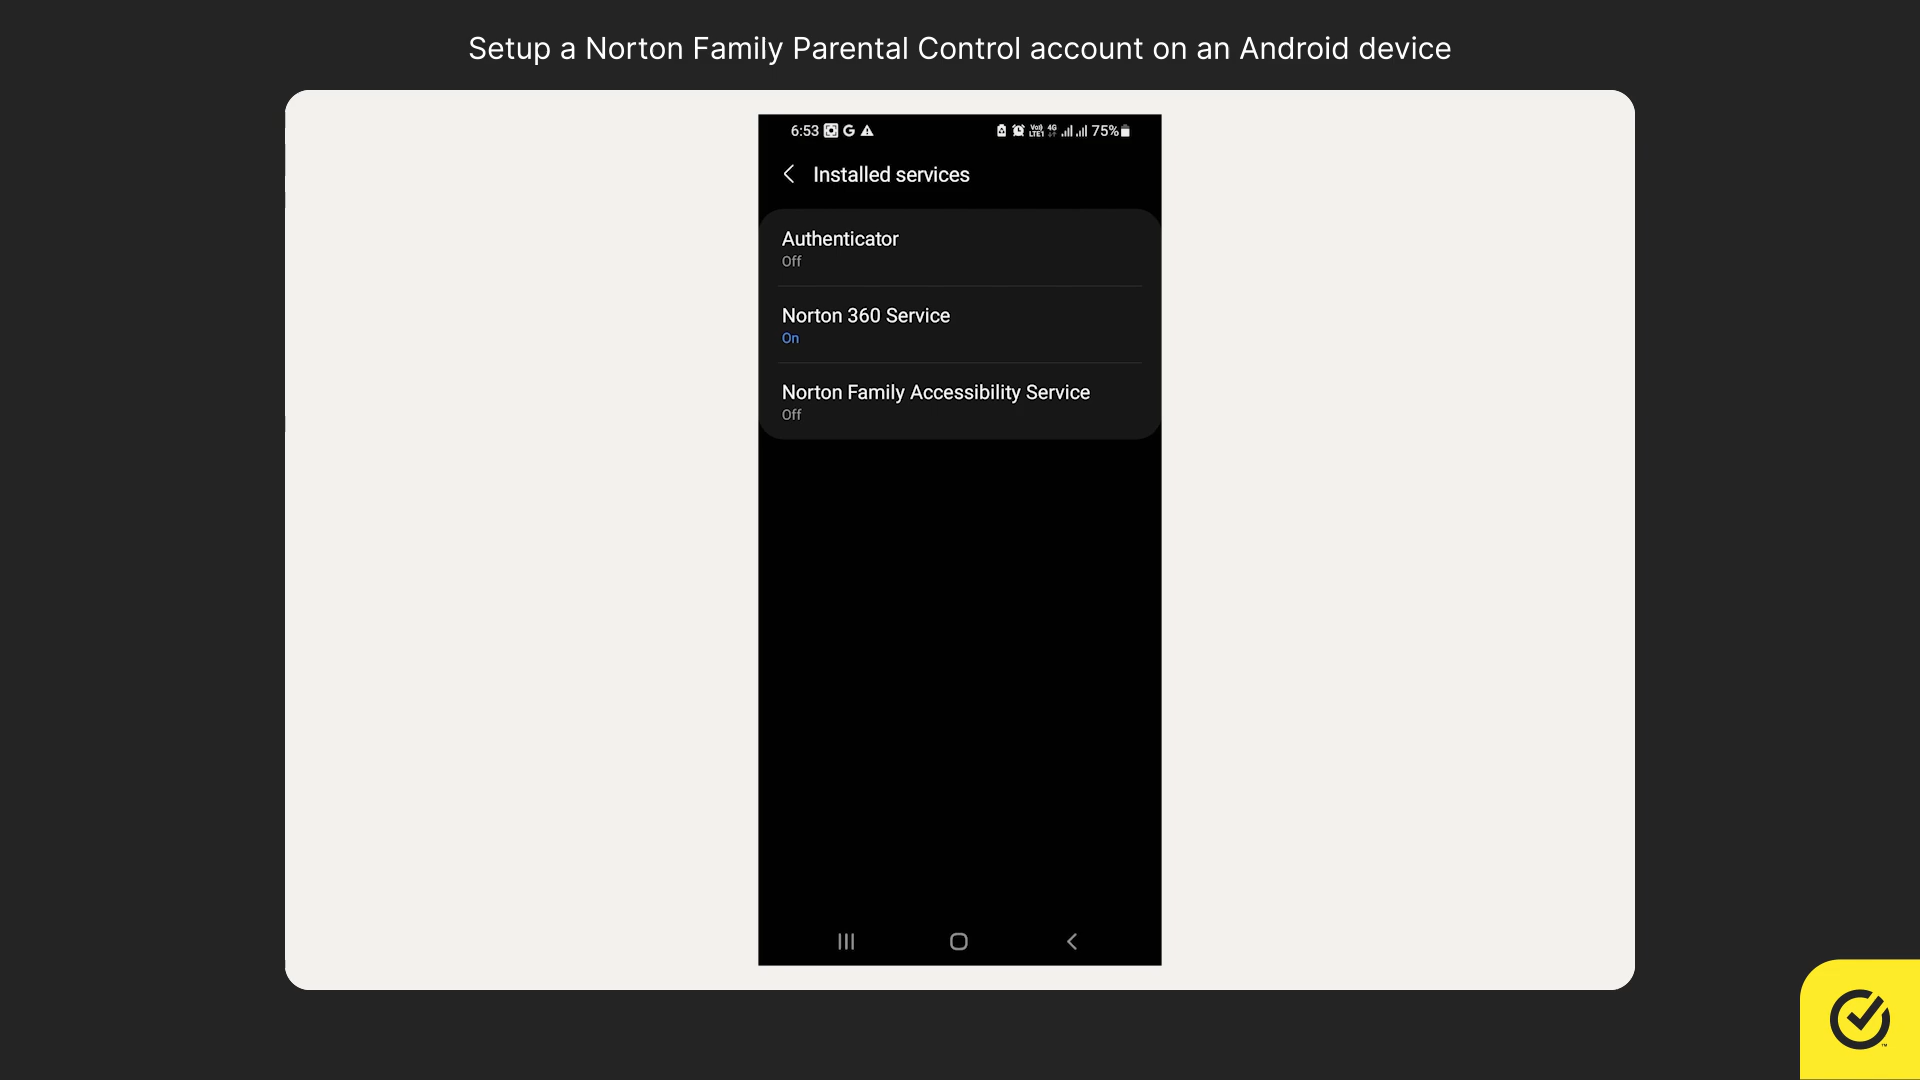 Setup a Norton Family Parental Control account on an Android device
6:53 G 75%
Installed services
Authenticator
Off
Norton 360 Service
On
Norton Family Accessibility Service
Off